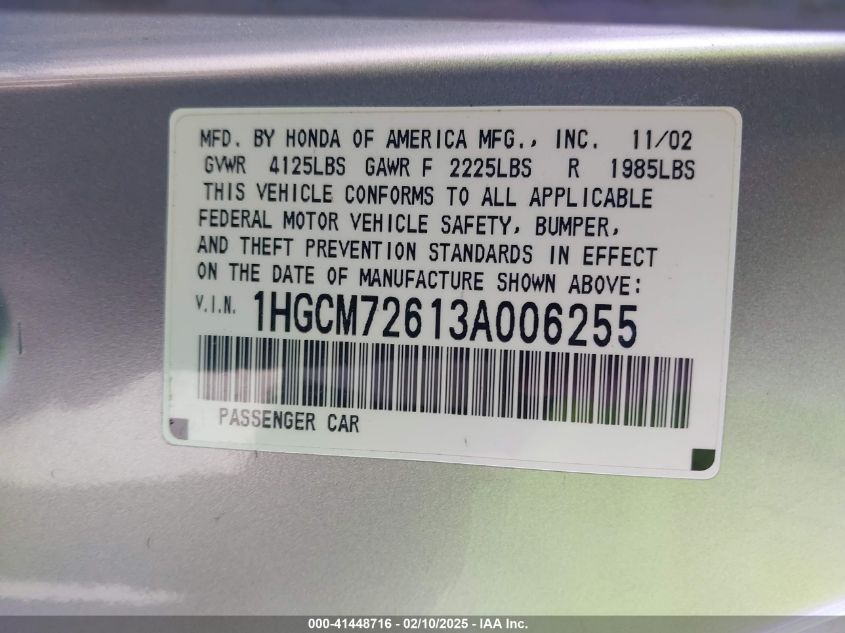 MFD. BY HONDA OF AMERICA MFG., INC. 11/02
GVWR 4125LBS GAWR F 2225LBS R 1985LBS
THIS VEHICLE CONFORMS TO ALL APPLICABLE
FEDERAL MOTOR VEHICLE SAFETY, BUMPER,
AND THEFT PREVENTION STANDARDS IN EFFECT
ON THE DATE OF MANUFACTURE SHOWN ABOVE:
V.I.N. 1HGCM72613A006255
PASSENGER CAR
000-41448716 - 02/10/2025 - IAA Inc.